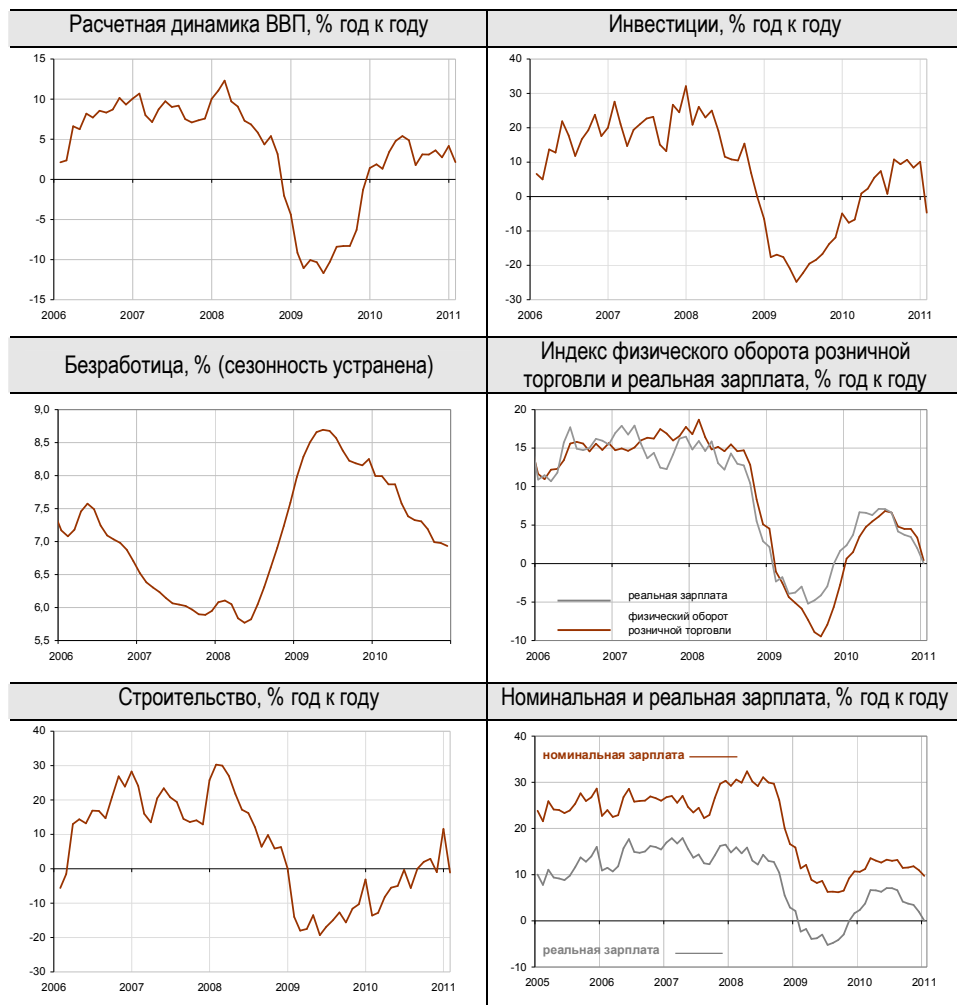 Расчетная динамика ВВП, % год к году
15
10
5
0
-5
-10
-15
2006 2007 2008 2009 2010 2011
Инвестиции, % год к году
40
30
20
10
0
-10
-20
-30
2006 2007 2008 2009 2010 2011
Безработица, % (сезонность устранена)
9,0
8,5
8,0
7,5
7,0
6,5
6,0
5,5
2006 2007 2008 2009 2010
Индекс физического оборота розничной
торговли и реальная зарплата, % год к году
20
15
10
5
0
-5
-10
реальная зарплата
физический оборот
розничной торговли
2006 2007 2008 2009 2010 2011
Строительство, % год к году
40
30
20
10
0
-10
-20
-30
2006 2007 2008 2009 2010 2011
Номинальная и реальная зарплата, % год к году
40
30
20
10
0
-10
номинальная зарплата
реальная зарплата
2005 2006 2007 2008 2009 2010 2011